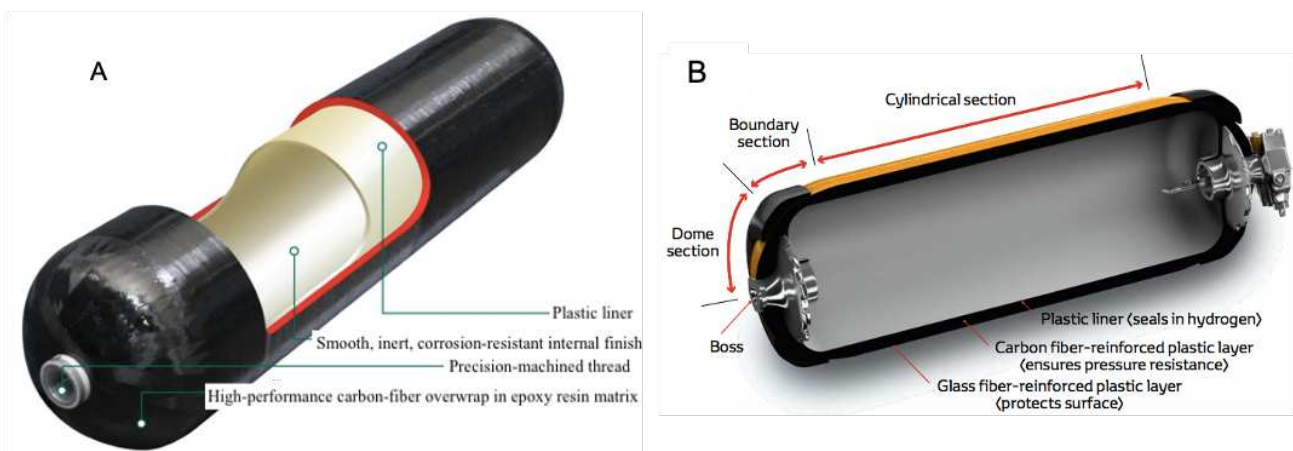 A
Plastic liner
Smooth, inert, corrosion-resistant internal finish
Precision-machined thread
High-performance carbon-fiber overwrap in epoxy resin matrix
B
Cylindrical section
Boundary
section
Dome
section
Boss
Plastic liner (seals in hydrogen)
Carbon fiber-reinforced plastic layer
(ensures pressure resistance)
Glass fiber-reinforced plastic layer
(protects surface)